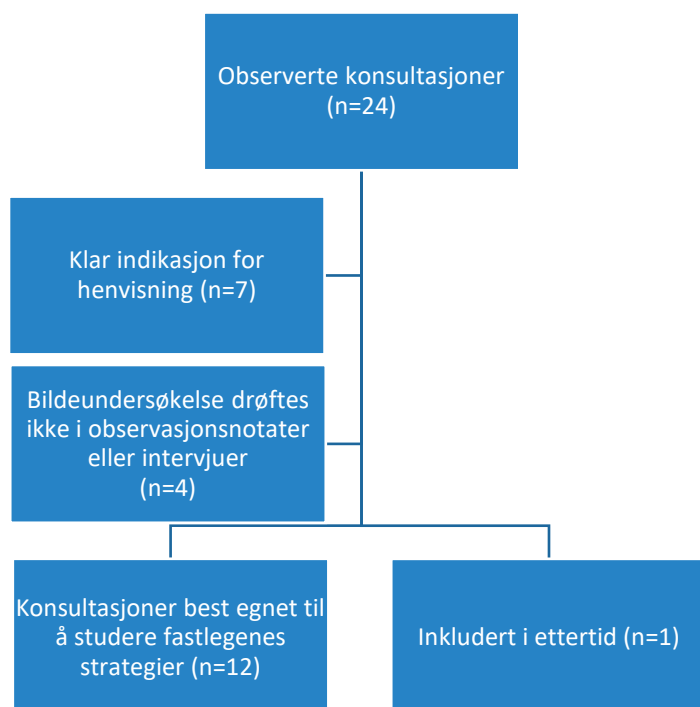 Observerte konsultasjoner
(n=24)
Klar indikasjon for
henvisning (n=7)
Bildeundersøkelse drøftes
ikke i observasjonsnotater
eller intervjuer
(n=4)
Konsultasjoner best egnet til
å studere fastlegenes
strategier (n=12)
Inkludert i ettertid (n=1)